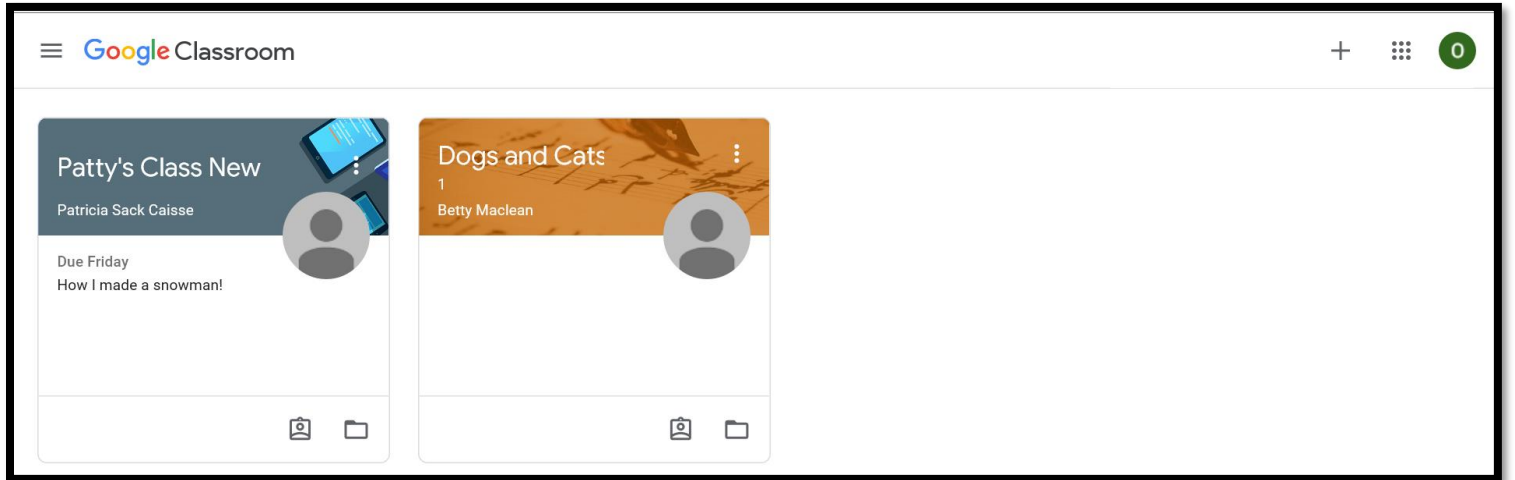 Google Classroom
O
Patty's Class New
Patricia Sack Caisse
Due Friday
How I made a snowman!
Dogs and Cats
1
Betty Maclean